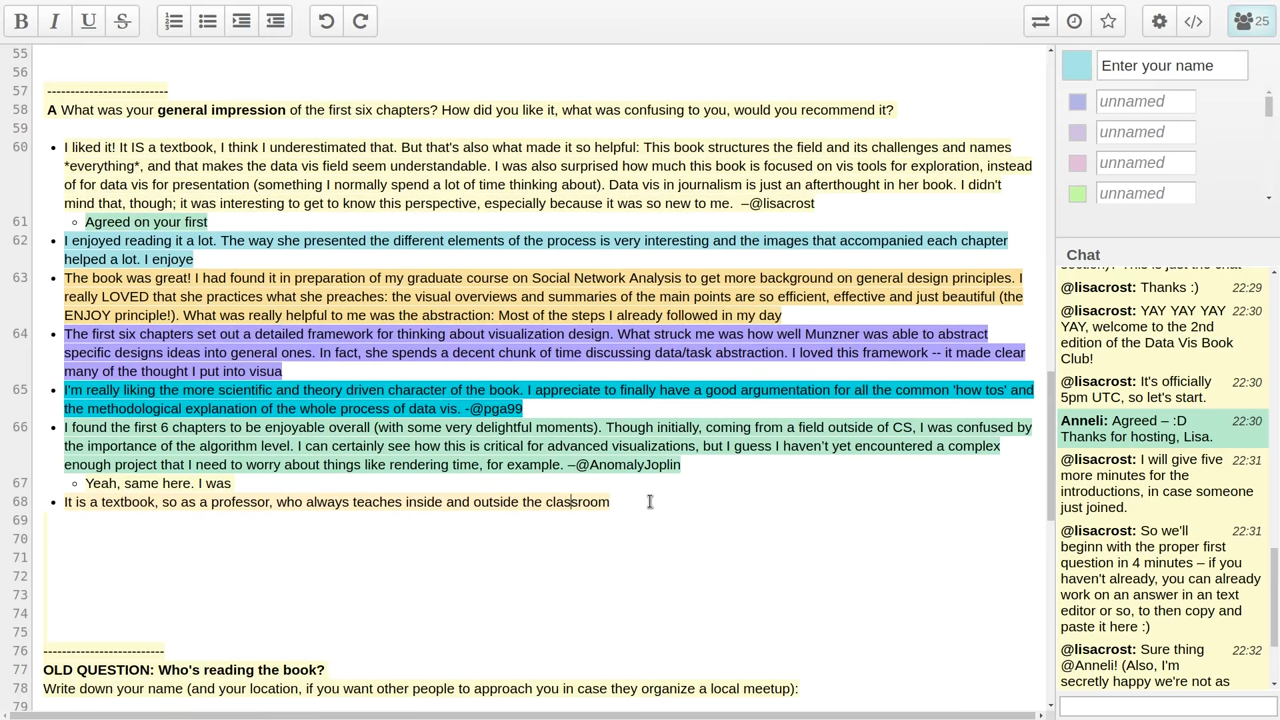 B I U S 25
55
56
57 --------------------------
58 A What was your general impression of the first six chapters? How did you like it, what was confusing to you, would you recommend it?
59
60 I liked it! It IS a textbook, I think I underestimated that. But that's also what made it so helpful: This book structures the field and its challenges and names
*everything*, and that makes the data vis field seem understandable. I was also surprised how much this book is focused on vis tools for exploration, instead
of for data vis for presentation (something I normally spend a lot of time thinking about). Data vis in journalism is just an afterthought in her book. I didn't
mind that, though; it was interesting to get to know this perspective, especially because it was so new to me. –@lisacrost
61 Agreed on your first
62 I enjoyed reading it a lot. The way she presented the different elements of the process is very interesting and the images that accompanied each chapter
helped a lot. I enjoye
63 The book was great! I had found it in preparation of my graduate course on Social Network Analysis to get more background on general design principles. I
really LOVED that she practices what she preaches: the visual overviews and summaries of the main points are so efficient, effective and just beautiful (the
ENJOY principle!). What was really helpful to me was the abstraction: Most of the steps I already followed in my day
64 The first six chapters set out a detailed framework for thinking about visualization design. What struck me was how well Munzner was able to abstract
specific designs ideas into general ones. In fact, she spends a decent chunk of time discussing data/task abstraction. I loved this framework -- it made clear
many of the thought I put into visua
65 I'm really liking the more scientific and theory driven character of the book. I appreciate to finally have a good argumentation for all the common 'how tos' and
the methodological explanation of the whole process of data vis. -@pga99
66 I found the first 6 chapters to be enjoyable overall (with some very delightful moments). Though initially, coming from a field outside of CS, I was confused by
the importance of the algorithm level. I can certainly see how this is critical for advanced visualizations, but I guess I haven't yet encountered a complex
enough project that I need to worry about things like rendering time, for example. –@AnomalyJoplin
67 Yeah, same here. I was
68 It is a textbook, so as a professor, who always teaches inside and outside the classroom
69
70
71
72
73
74
75
76 --------------------------
77 OLD QUESTION: Who's reading the book?
78 Write down your name (and your location, if you want other people to approach you in case they organize a local meetup):
79
Enter your name
unnamed
unnamed
unnamed
unnamed
Chat
section)? This is just the chat
@lisacrost: Thanks :) 22:29
@lisacrost: YAY YAY YAY 22:30
YAY, welcome to the 2nd
edition of the Data Vis Book
Club!
@lisacrost: It's officially 22:30
5pm UTC, so let's start.
Anneli: Agreed – :D 22:30
Thanks for hosting, Lisa.
@lisacrost: I will give five 22:31
more minutes for the
introductions, in case someone
just joined.
@lisacrost: So we'll 22:31
beginn with the proper first
question in 4 minutes – if you
haven't already, you can already
work on an answer in an text
editor or so, to then copy and
paste it here :)
@lisacrost: Sure thing 22:32
@Anneli! (Also, I'm
secretly happy we're not as